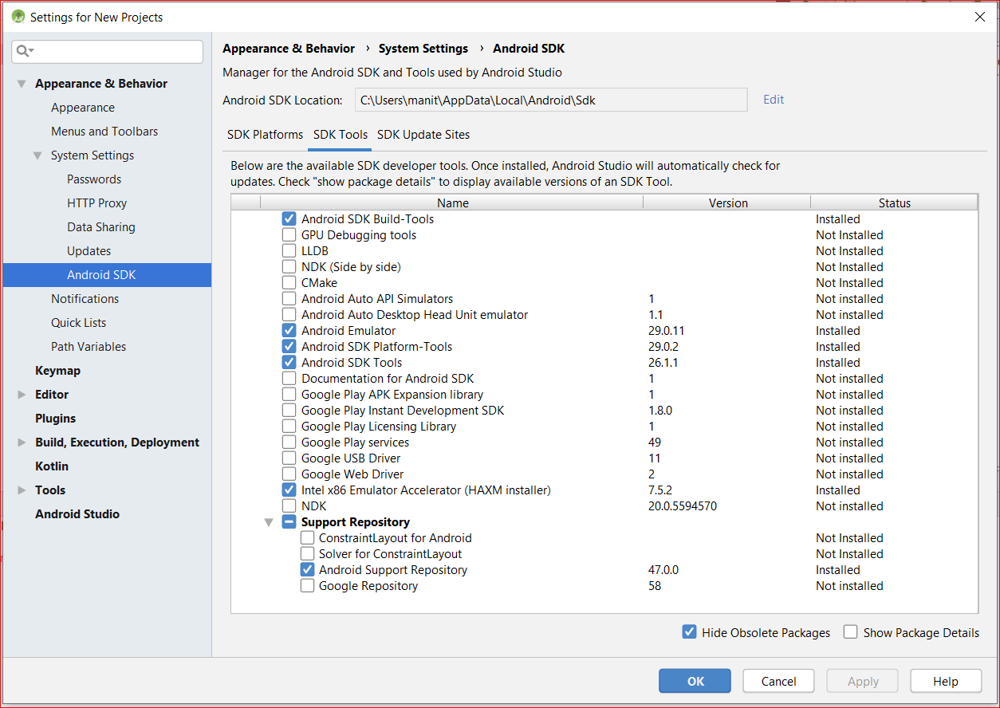 Settings for New Projects
Appearance & Behavior
Appearance
Menus and Toolbars
System Settings
Passwords
HTTP Proxy
Data Sharing
Updates
Android SDK
Notifications
Quick Lists
Path Variables
Keymap
Editor
Plugins
Build, Execution, Deployment
Kotlin
Tools
Android Studio
Appearance & Behavior › System Settings › Android SDK
Manager for the Android SDK and Tools used by Android Studio
Android SDK Location: C:\Users\manit\AppData\Local\Android\Sdk Edit
SDK Platforms SDK Tools SDK Update Sites
Below are the available SDK developer tools. Once installed, Android Studio will automatically check for
updates. Check "show package details" to display available versions of an SDK Tool.
Name Version Status
Android SDK Build-Tools Installed
GPU Debugging tools Not Installed
LLDB Not Installed
NDK (Side by side) Not Installed
CMake Not Installed
Android Auto API Simulators 1 Not installed
Android Auto Desktop Head Unit emulator 1.1 Not installed
Android Emulator 29.0.11 Installed
Android SDK Platform-Tools 29.0.2 Installed
Android SDK Tools 26.1.1 Installed
Documentation for Android SDK 1 Not installed
Google Play APK Expansion library 1 Not installed
Google Play Instant Development SDK 1.8.0 Not installed
Google Play Licensing Library 1 Not installed
Google Play services 49 Not installed
Google USB Driver 11 Not installed
Google Web Driver 2 Not installed
Intel x86 Emulator Accelerator (HAXM installer) 7.5.2 Installed
NDK 20.0.5594570 Not installed
Support Repository
ConstraintLayout for Android Not Installed
Solver for ConstraintLayout Not Installed
Android Support Repository 47.0.0 Installed
Google Repository 58 Not installed
Hide Obsolete Packages Show Package Details
OK Cancel Apply Help